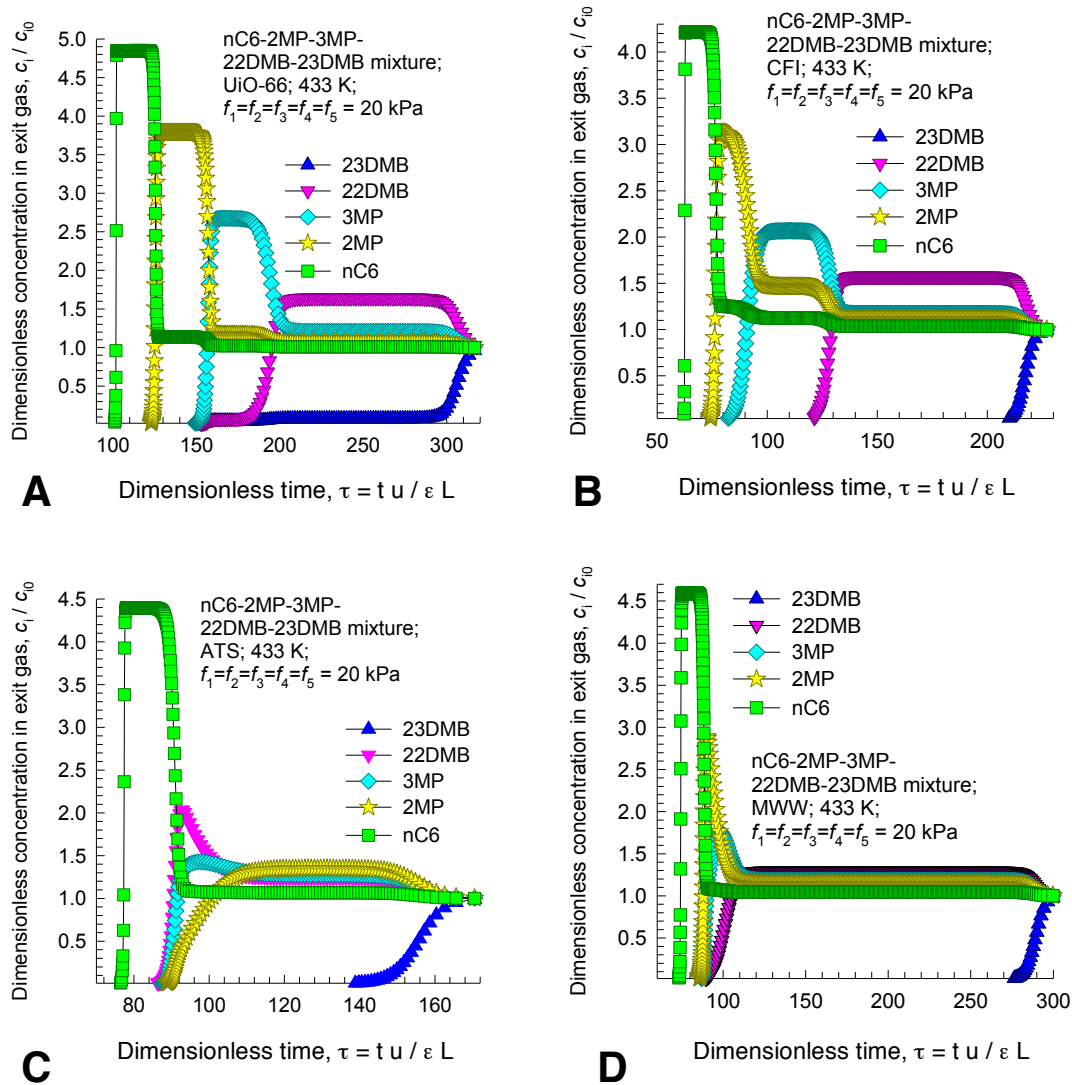 Dimensionless concentration in exit gas, cᵢ / cᵢ₀
5.0
4.5
4.0
3.5
3.0
2.5
2.0
1.5
1.0
0.5
100
150
200
250
300
nC6-2MP-3MP-
22DMB-23DMB mixture;
UiO-66; 433 K;
f₁=f₂=f₃=f₄=f₅ = 20 kPa
23DMB
22DMB
3MP
2MP
nC6
A
Dimensionless time, τ = t u / ε L
Dimensionless concentration in exit gas, cᵢ / cᵢ₀
4.0
3.5
3.0
2.5
2.0
1.5
1.0
0.5
50
100
150
200
nC6-2MP-3MP-
22DMB-23DMB mixture;
CFI; 433 K;
f₁=f₂=f₃=f₄=f₅ = 20 kPa
23DMB
22DMB
3MP
2MP
nC6
B
Dimensionless time, τ = t u / ε L
Dimensionless concentration in exit gas, cᵢ / cᵢ₀
4.5
4.0
3.5
3.0
2.5
2.0
1.5
1.0
0.5
80
100
120
140
160
nC6-2MP-3MP-
22DMB-23DMB mixture;
ATS; 433 K;
f₁=f₂=f₃=f₄=f₅ = 20 kPa
23DMB
22DMB
3MP
2MP
nC6
C
Dimensionless time, τ = t u / ε L
Dimensionless concentration in exit gas, cᵢ / cᵢ₀
4.5
4.0
3.5
3.0
2.5
2.0
1.5
1.0
0.5
100
200
300
23DMB
22DMB
3MP
2MP
nC6
nC6-2MP-3MP-
22DMB-23DMB mixture;
MWW; 433 K;
f₁=f₂=f₃=f₄=f₅ = 20 kPa
D
Dimensionless time, τ = t u / ε L